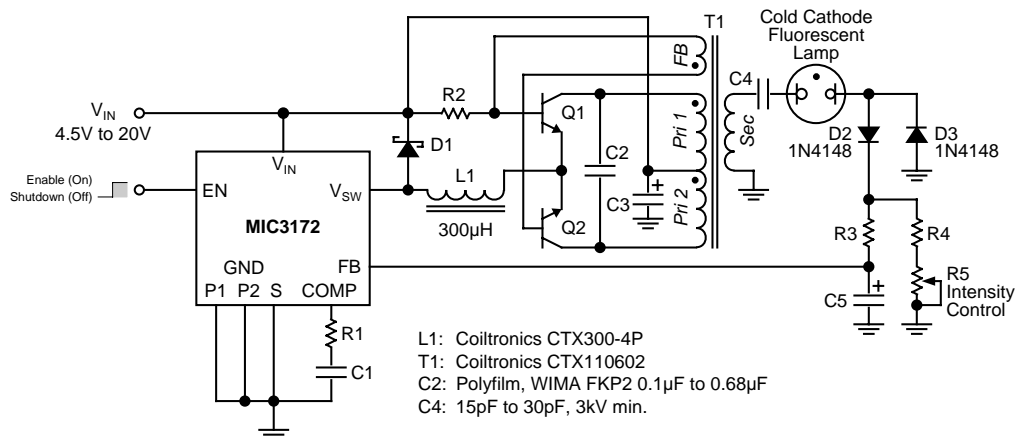 Cold Cathode
Fluorescent
Lamp
T1
FB
C4
R2
VIN
4.5V to 20V
Q1
D1
D2
1N4148
D3
1N4148
Pri 1
Sec
C2
VIN
L1
Enable (On)
Shutdown (Off)
EN
VSW
C3
+
Pri 2
300µH
MIC3172
Q2
R3
R4
GND
FB
P1
P2
S
COMP
+
C5
R5
Intensity
Control
R1
C1
L1: Coiltronics CTX300-4P
T1: Coiltronics CTX110602
C2: Polyfilm, WIMA FKP2 0.1µF to 0.68µF
C4: 15pF to 30pF, 3kV min.